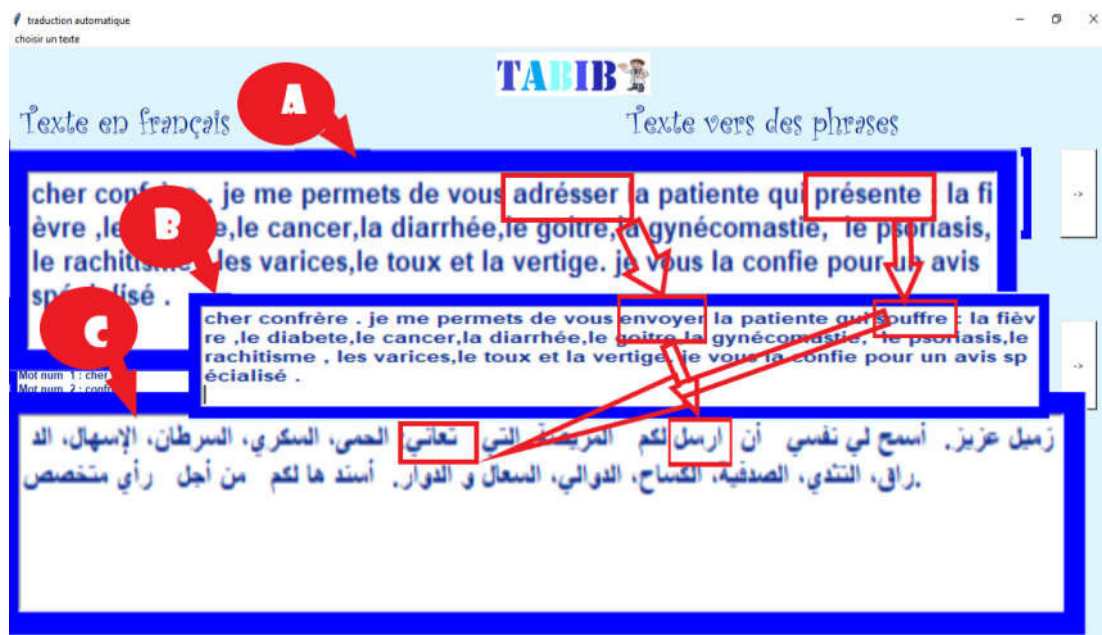 traduction automatique
choisir un texte
TABIB
Texte en français
Texte vers des phrases
A
B
C
->
->
cher . je me permets de vous adrésser la patiente qui présente : la fi
èvre ,le cancer,la diarrhée,le goitre,la gynécomastie, le psoriasis,
le les varices,le toux et la vertige. je vous la confie pour un avis
.
cher confrère . je me permets de vous envoyer la patiente qui souffre : la fièv
re ,le diabete,le cancer,la diarrhée,le goitre,la gynécomastie, le psoriasis,le
rachitisme , les varices,le toux et la vertige. je vous la confie pour un avis sp
écialisé .
Mot num 1 : cher
Mot num 2 :
زميل عزيز. أسمح لي نفسي أن ارسل لكم المريضة التي تعاني: الحمى، السكري، السرطان، الإسهال، الد
راق، التثدي، الصدفية، الكساح، الدوالي، السعال و الدوار. أسند ها لكم من أجل رأي متخصص.